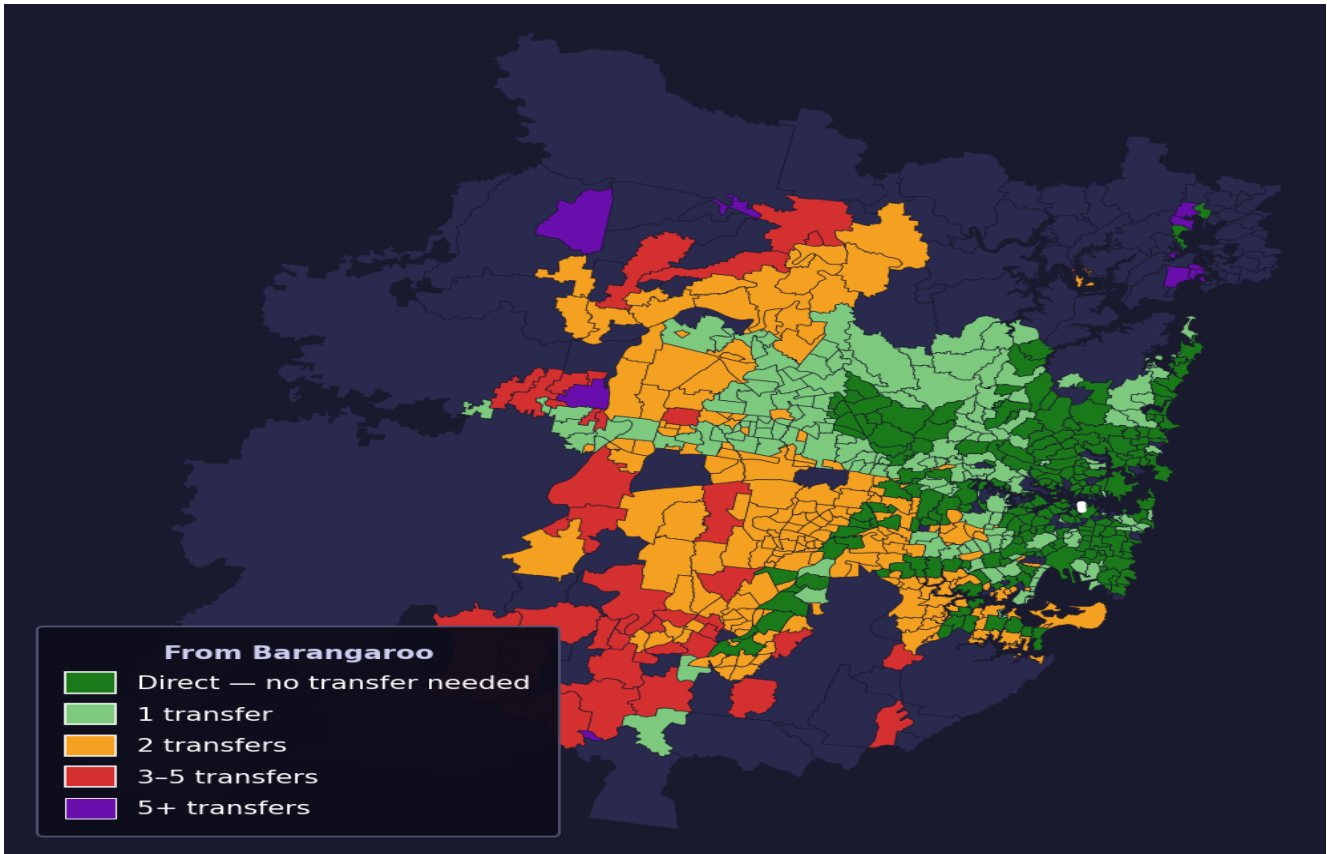 From Barangaroo
Direct — no transfer needed
1 transfer
2 transfers
3–5 transfers
5+ transfers